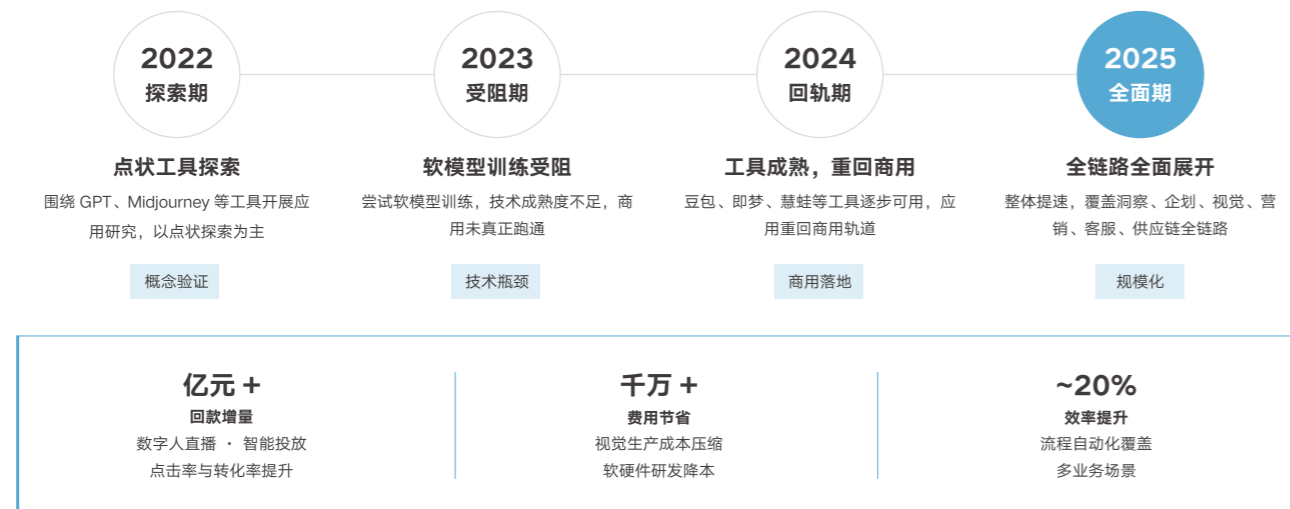 2022
探索期
2023
受阻期
2024
回轨期
2025
全面期
点状工具探索
围绕 GPT、Midjourney 等工具开展应
用研究，以点状探索为主
概念验证
软模型训练受阻
尝试软模型训练，技术成熟度不足，商
用未真正跑通
技术瓶颈
工具成熟，重回商用
豆包、即梦、慧蛙等工具逐步可用，应
用重回商用轨道
商用落地
全链路全面展开
整体提速，覆盖洞察、企划、视觉、营
销、客服、供应链全链路
规模化
亿元 +
回款增量
数字人直播 · 智能投放
点击率与转化率提升
千万 +
费用节省
视觉生产成本压缩
软硬件研发降本
~20%
效率提升
流程自动化覆盖
多业务场景